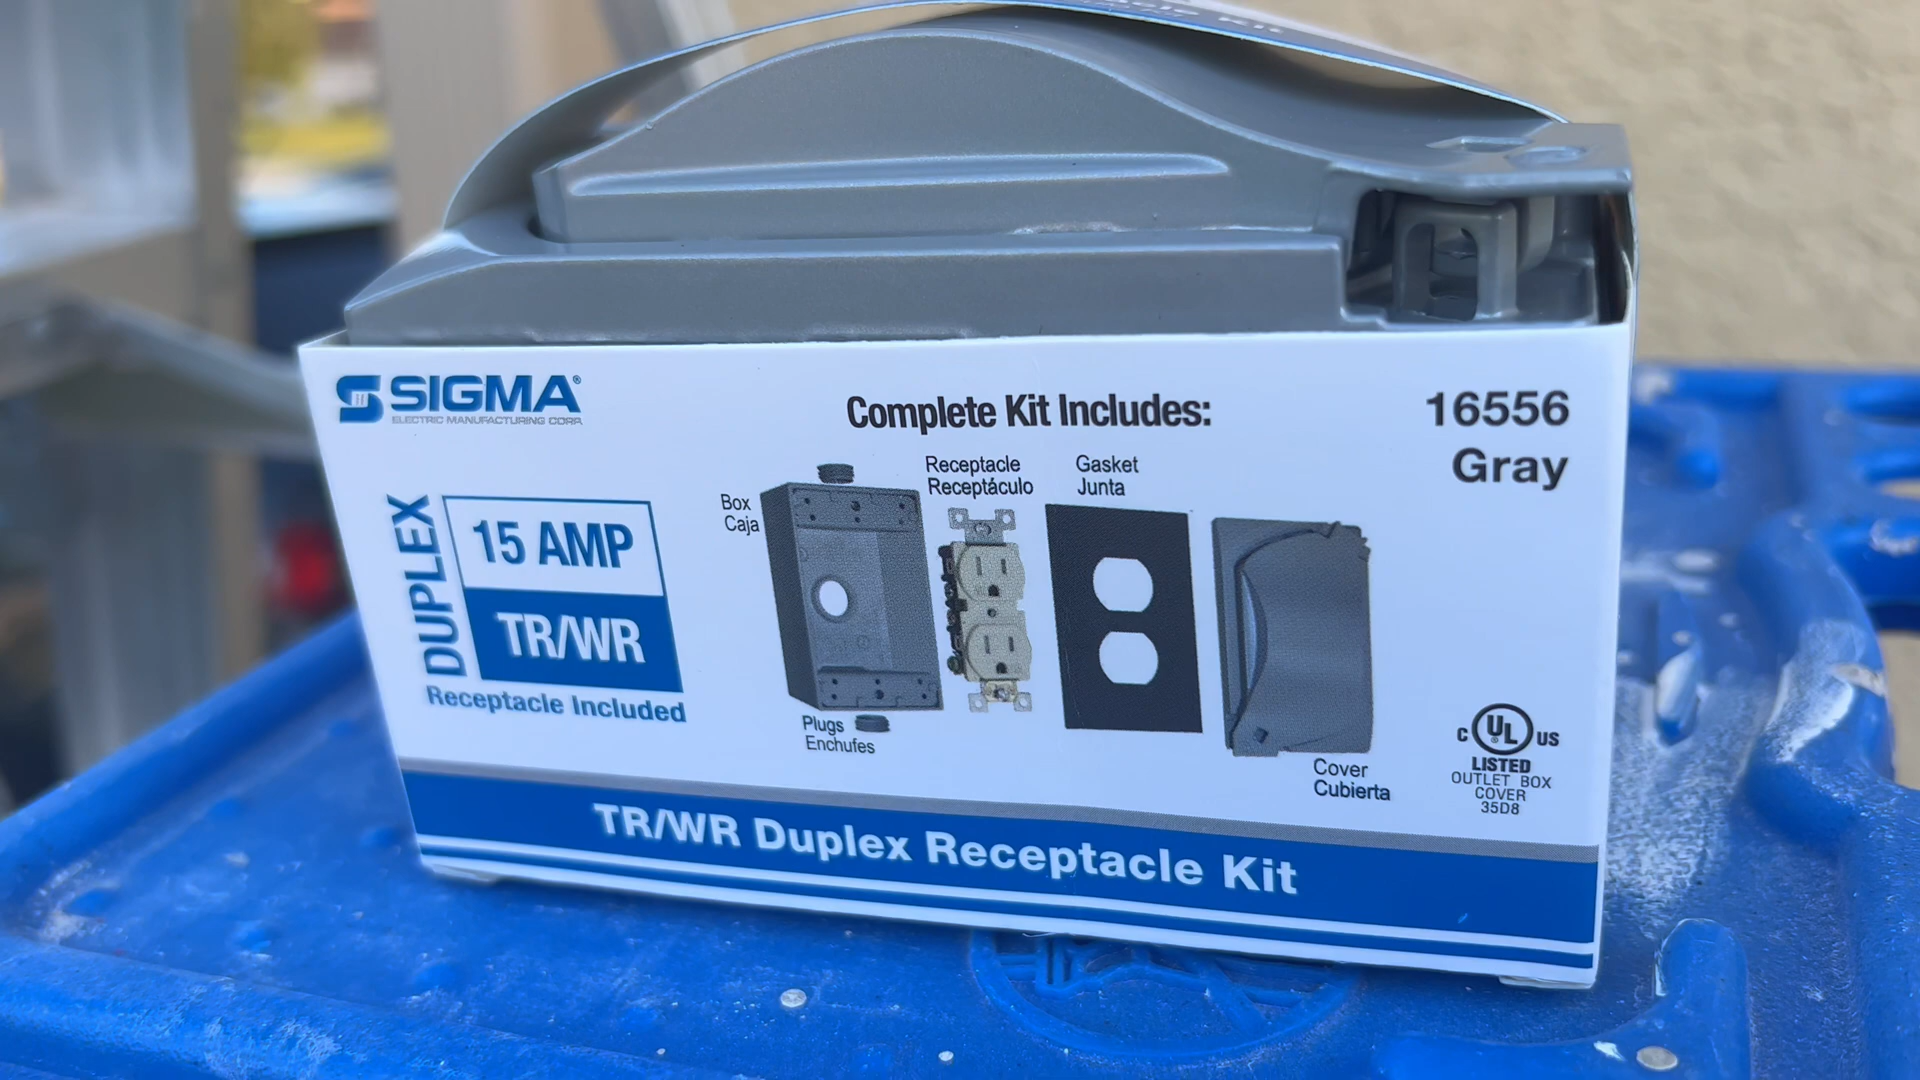 SIGMA®
ELECTRIC MANUFACTURING CORP.
Complete Kit Includes:
16556
Gray
DUPLEX
15 AMP
TR/WR
Receptacle Included
Box
Caja
Receptacle
Receptáculo
Gasket
Junta
Plugs
Enchufes
Cover
Cubierta
C UL® US
LISTED
OUTLET BOX
COVER
35D8
TR/WR Duplex Receptacle Kit